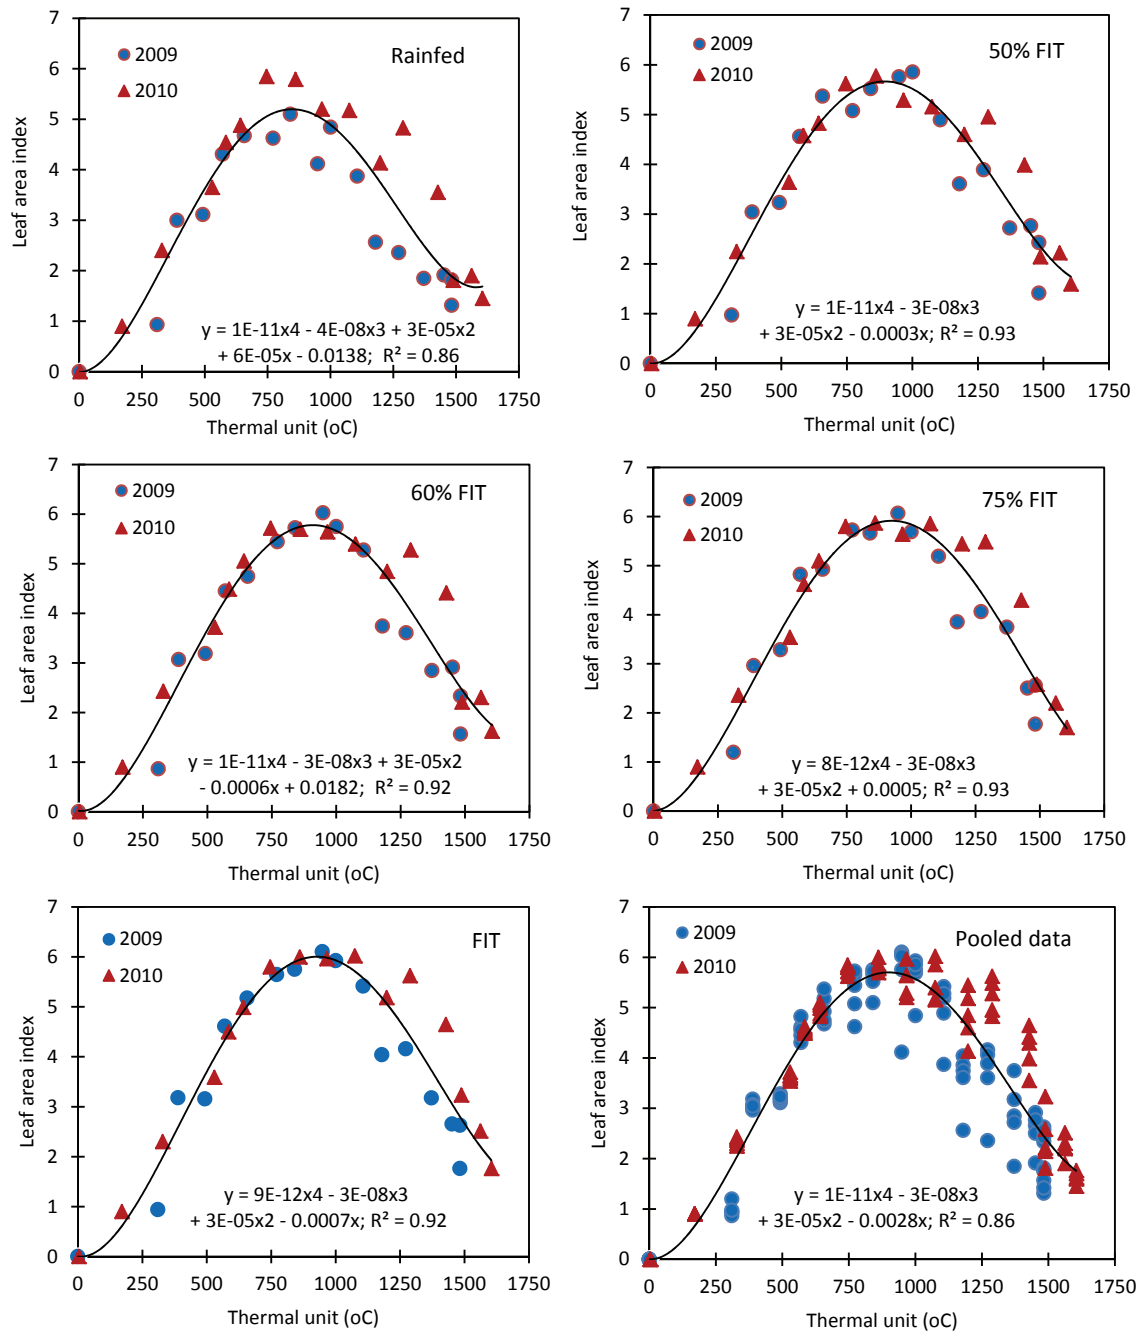 7
6
5
4
3
2
1
0
Leaf area index
2009
2010
Rainfed
y = 1E-11x4 - 4E-08x3 + 3E-05x2
+ 6E-05x - 0.0138;  R² = 0.86
0 250 500 750 1000 1250 1500 1750
Thermal unit (oC)
7
6
5
4
3
2
1
0
Leaf area index
2009
2010
50% FIT
y = 1E-11x4 - 3E-08x3
+ 3E-05x2 - 0.0003x;  R² = 0.93
0 250 500 750 1000 1250 1500 1750
Thermal unit (oC)
7
6
5
4
3
2
1
0
Leaf area index
2009
2010
60% FIT
y = 1E-11x4 - 3E-08x3 + 3E-05x2
- 0.0006x + 0.0182;  R² = 0.92
0 250 500 750 1000 1250 1500 1750
Thermal unit (oC)
7
6
5
4
3
2
1
0
Leaf area index
2009
2010
75% FIT
y = 8E-12x4 - 3E-08x3
+ 3E-05x2 + 0.0005; R² = 0.93
0 250 500 750 1000 1250 1500 1750
Thermal unit (oC)
7
6
5
4
3
2
1
0
Leaf area index
2009
2010
FIT
y = 9E-12x4 - 3E-08x3
+ 3E-05x2 - 0.0007x; R² = 0.92
0 250 500 750 1000 1250 1500 1750
Thermal unit (oC)
7
6
5
4
3
2
1
0
Leaf area index
2009
2010
Pooled data
y = 1E-11x4 - 3E-08x3
+ 3E-05x2 - 0.0028x; R² = 0.86
0 250 500 750 1000 1250 1500 1750
Thermal unit (oC)